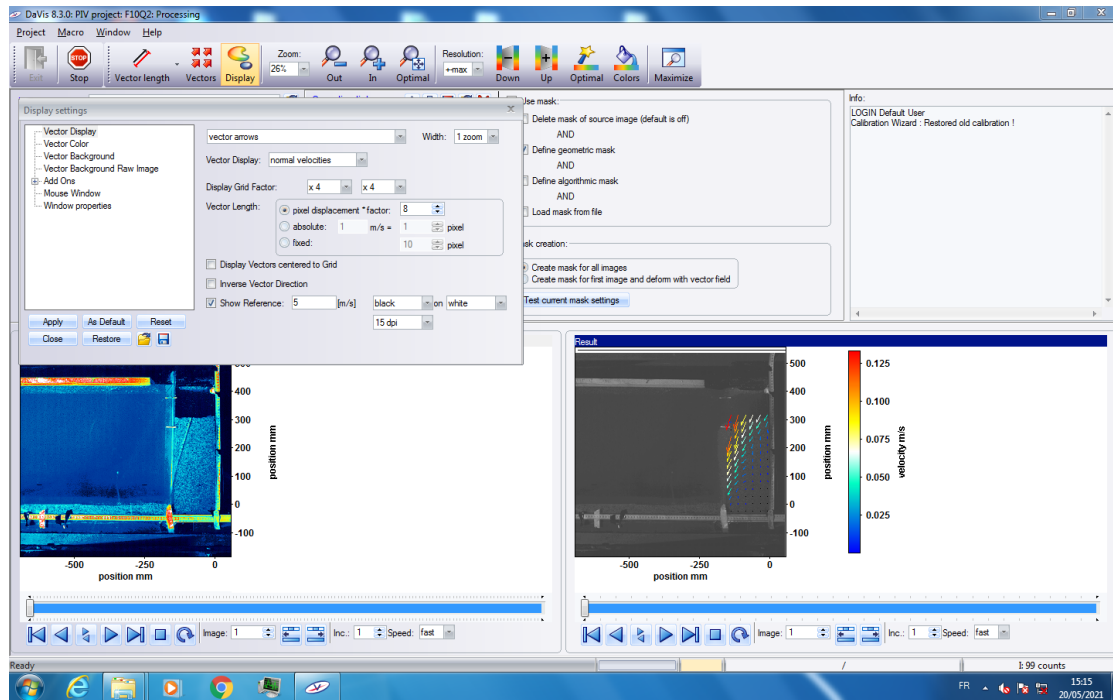 DaVis 8.3.0: PIV project: F10Q2: Processing
Project Macro Window Help
Exit Stop Vector length Vectors Display Zoom: 26% Out In Optimal Resolution: +-max Down Up Optimal Colors Maximize
Display settings
Vector Display
Vector Color
Vector Background
Vector Background Raw Image
Add Ons
Mouse Window
Window properties
Apply As Default Reset
Close Restore
vector arrows Width: 1 zoom
Vector Display: normal velocities
Display Grid Factor: x 4 x 4
Vector Length: pixel displacement * factor: 8
absolute: 1 m/s = 1 pixel
fixed: 10 pixel
Display Vectors centered to Grid
Inverse Vector Direction
Show Reference: 5 [m/s] black on white
15 dpi
Use mask:
Delete mask of source image (default is off)
AND
Define geometric mask
AND
Define algorithmic mask
AND
Load mask from file
sk creation:
Create mask for all images
Create mask for first image and deform with vector field
Test current mask settings
Info:
LOGIN Default User
Calibration Wizard : Restored old calibration !
400
300
200
100
0
-100
position mm
-500 -250 0
position mm
Image: 1 Inc.: 1 Speed: fast
Result
500
400
300
200
100
0
-100
position mm
-500 -250 0
position mm
0.125
0.100
0.075
0.050
0.025
velocity m/s
Image: 1 Inc.: 1 Speed: fast
Ready / 1: 99 counts
FR 15:15
20/05/2021